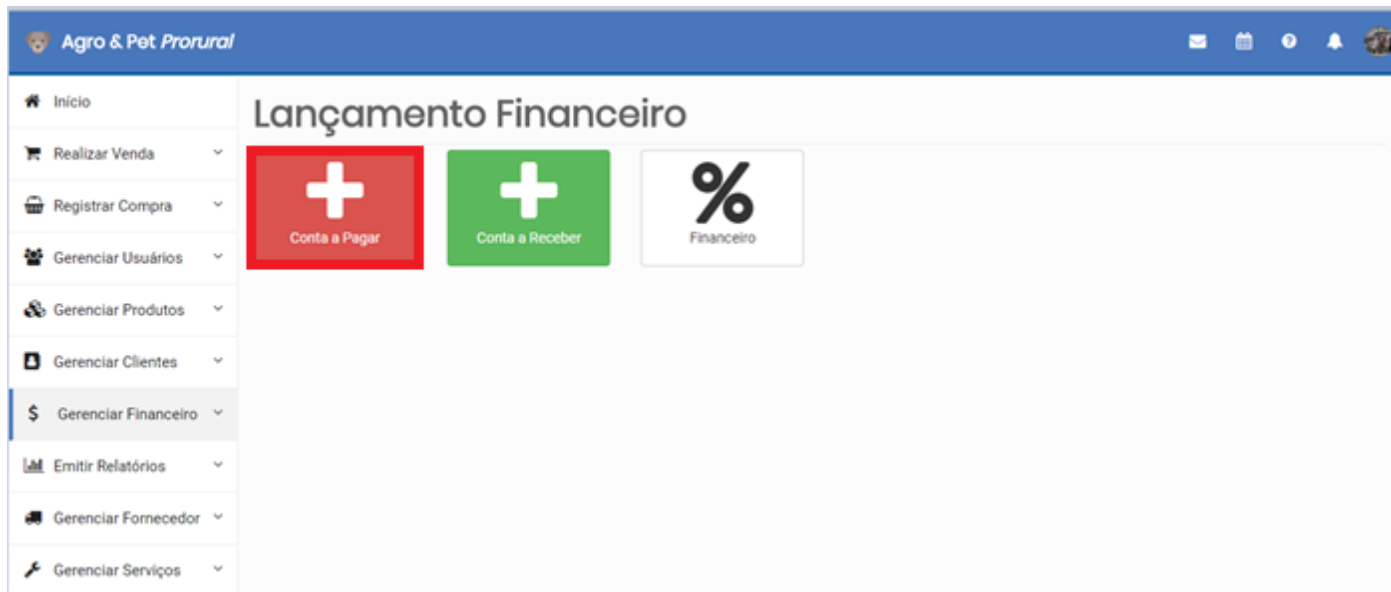 Agro & Pet Prorural
Início
Lançamento Financeiro
Realizar Venda
Registrar Compra
Conta a Pagar
Conta a Receber
%
Financeiro
Gerenciar Usuários
Gerenciar Produtos
Gerenciar Clientes
$ Gerenciar Financeiro
Emitir Relatórios
Gerenciar Fornecedor
Gerenciar Serviços